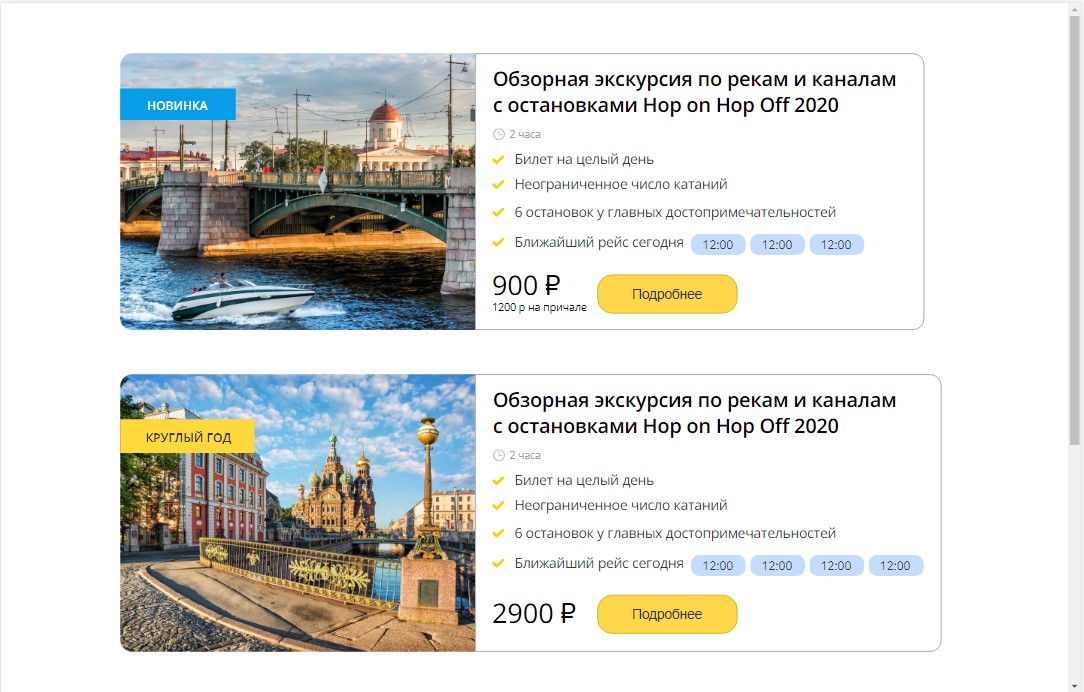 НОВИНКА
Обзорная экскурсия по рекам и каналам
с остановками Hop on Hop Off 2020
2 часа
Билет на целый день
Неограниченное число катаний
6 остановок у главных достопримечательностей
Ближайший рейс сегодня 12:00 12:00 12:00
900 ₽
1200 р на причале
Подробнее
КРУГЛЫЙ ГОД
Обзорная экскурсия по рекам и каналам
с остановками Hop on Hop Off 2020
2 часа
Билет на целый день
Неограниченное число катаний
6 остановок у главных достопримечательностей
Ближайший рейс сегодня 12:00 12:00 12:00 12:00
2900 ₽
Подробнее